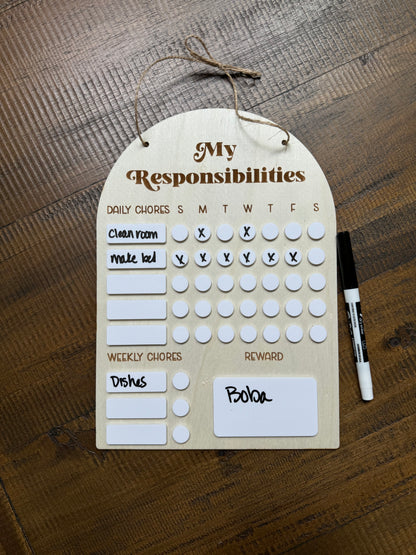 My
Responsibilities
DAILY CHORES S M T W T F S
Clean room X X
Make bed X X X X X X
WEEKLY CHORES REWARD
Dishes
Boba